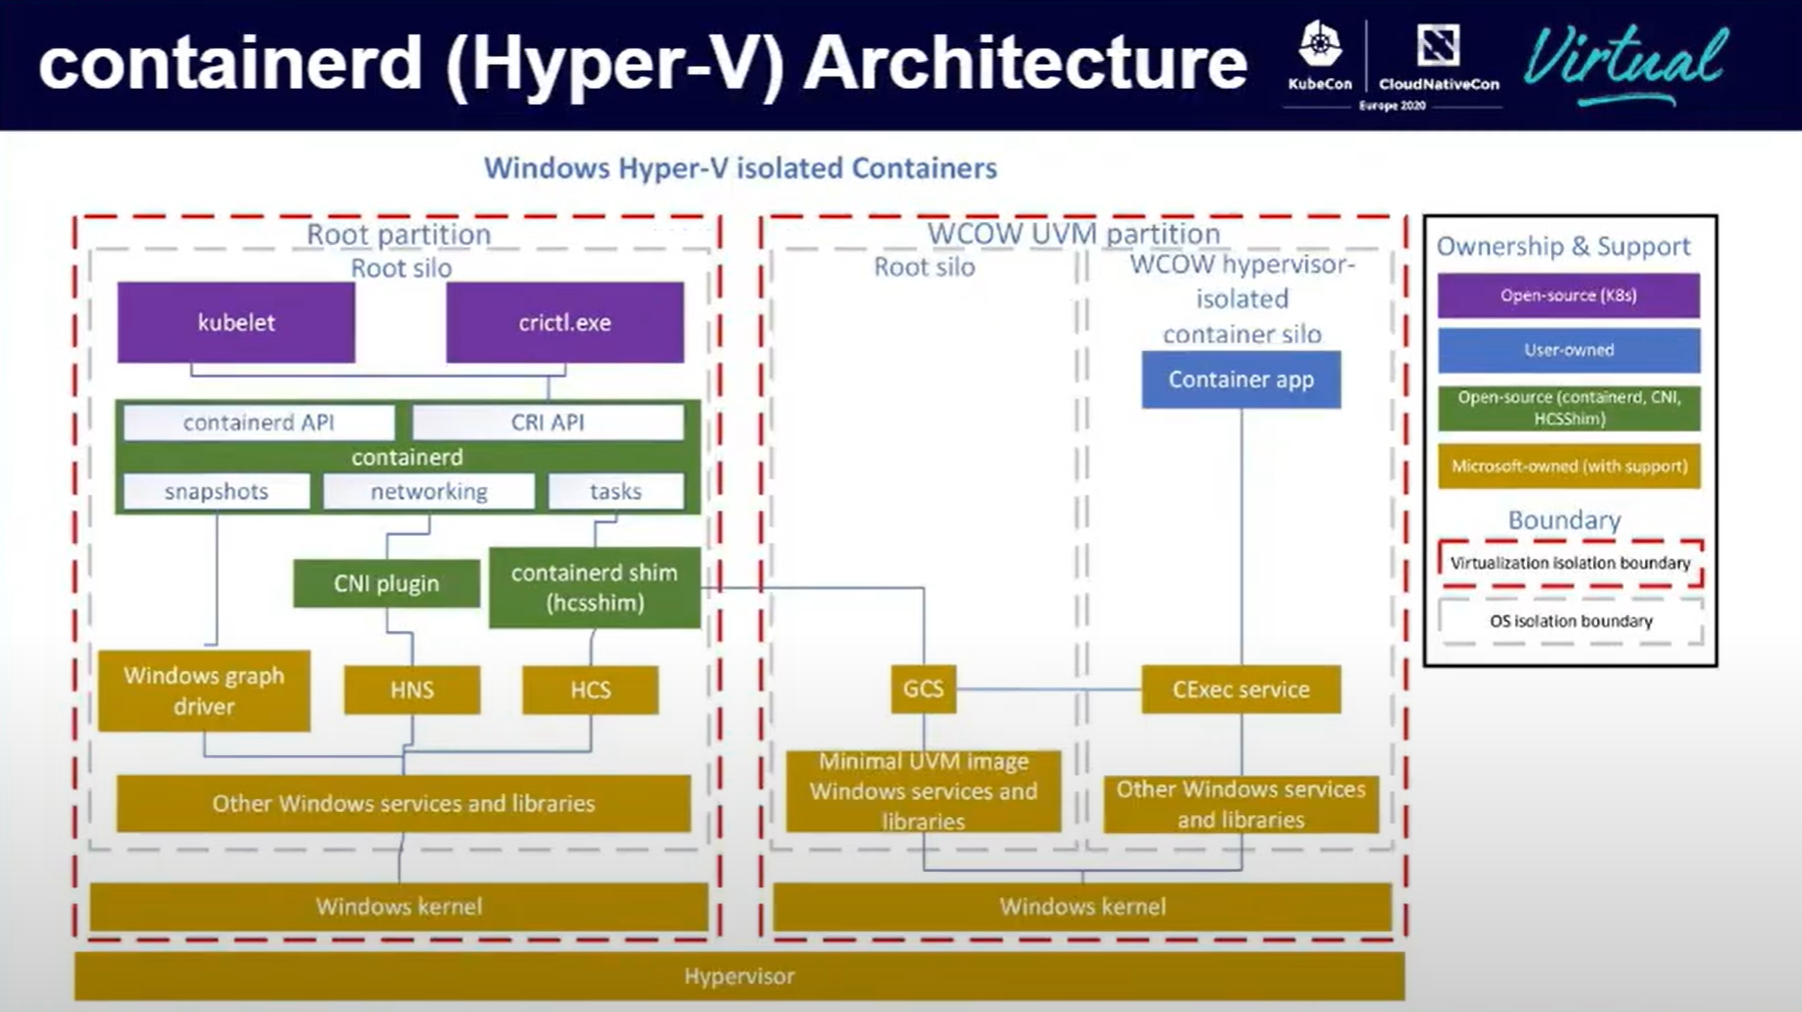 containerd (Hyper-V) Architecture
KubeCon
CloudNativeCon
Europe 2020
Virtual
Windows Hyper-V isolated Containers
Root partition
Root silo
kubelet
crictl.exe
containerd API
CRI API
containerd
snapshots
networking
tasks
CNI plugin
containerd shim
(hcsshim)
Windows graph
driver
HNS
HCS
Other Windows services and libraries
Windows kernel
WCOW UVM partition
Root silo
WCOW hypervisor-
isolated
container silo
Container app
GCS
CExec service
Minimal UVM image
Windows services and
libraries
Other Windows services
and libraries
Windows kernel
Hypervisor
Ownership & Support
Open-source (K8s)
User-owned
Open-source (containerd, CNI,
HCSShim)
Microsoft-owned (with support)
Boundary
Virtualization isolation boundary
OS isolation boundary